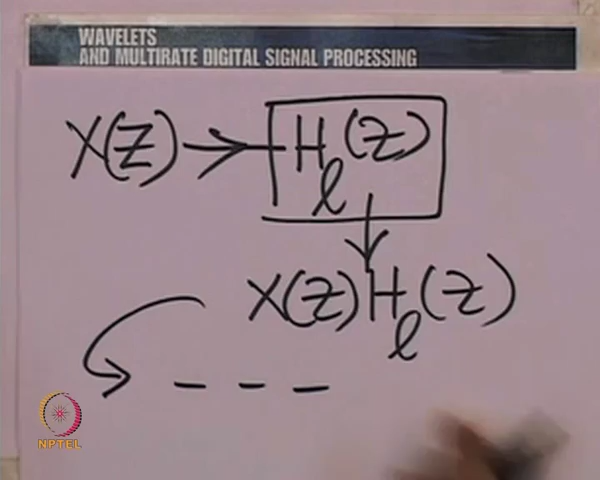 WAVELETS
AND MULTIRATE DIGITAL SIGNAL PROCESSING
X(Z) → H_l(Z)
X(Z)H_l(Z)
NPTEL